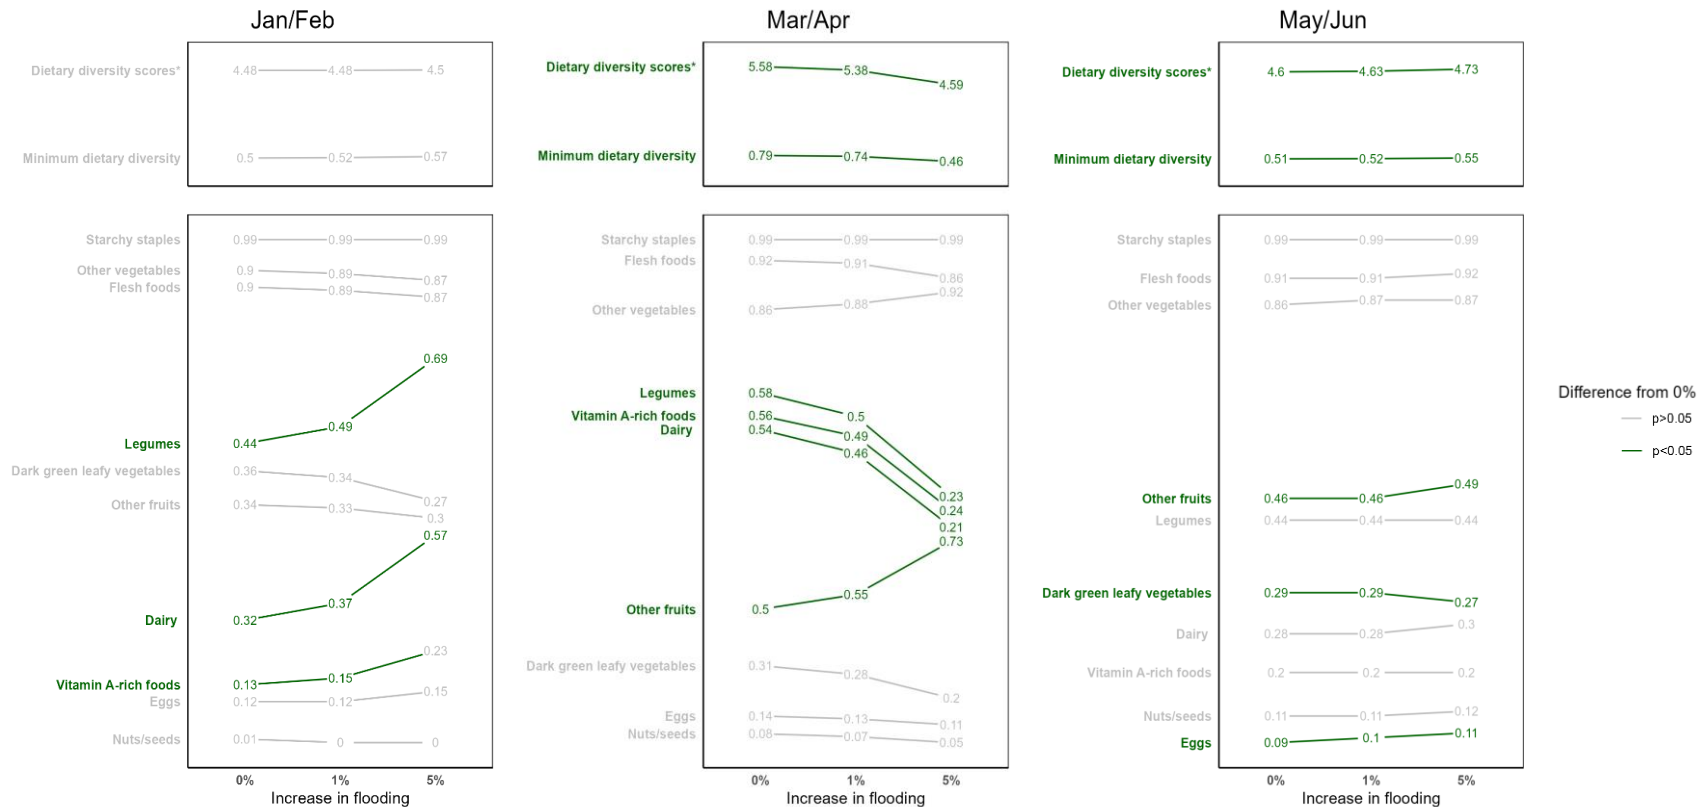 Jan/Feb
Dietary diversity scores* 4.48 4.48 4.5
Minimum dietary diversity 0.5 0.52 0.57
Starchy staples 0.99 0.99 0.99
Other vegetables 0.9 0.89 0.87
Flesh foods 0.9 0.89 0.87
Legumes 0.44 0.49 0.69
Dark green leafy vegetables 0.36 0.34 0.27
Other fruits 0.34 0.33 0.3
Dairy 0.32 0.37 0.57
Vitamin A-rich foods 0.13 0.15 0.23
Eggs 0.12 0.12 0.15
Nuts/seeds 0.01 0 0
0% 1% 5%
Increase in flooding
Mar/Apr
Dietary diversity scores* 5.58 5.38 4.59
Minimum dietary diversity 0.79 0.74 0.46
Starchy staples 0.99 0.99 0.99
Flesh foods 0.92 0.91 0.86
Other vegetables 0.86 0.88 0.92
Legumes 0.58 0.5 0.23
Vitamin A-rich foods 0.56 0.49 0.24
Dairy 0.54 0.46 0.21
Other fruits 0.5 0.55 0.73
Dark green leafy vegetables 0.31 0.28 0.2
Eggs 0.14 0.13 0.11
Nuts/seeds 0.08 0.07 0.05
0% 1% 5%
Increase in flooding
May/Jun
Dietary diversity scores* 4.6 4.63 4.73
Minimum dietary diversity 0.51 0.52 0.55
Starchy staples 0.99 0.99 0.99
Flesh foods 0.91 0.91 0.92
Other vegetables 0.86 0.87 0.87
Other fruits 0.46 0.46 0.49
Legumes 0.44 0.44 0.44
Dark green leafy vegetables 0.29 0.29 0.27
Dairy 0.28 0.28 0.3
Vitamin A-rich foods 0.2 0.2 0.2
Nuts/seeds 0.11 0.11 0.12
Eggs 0.09 0.1 0.11
0% 1% 5%
Increase in flooding
Difference from 0%
p>0.05
p<0.05